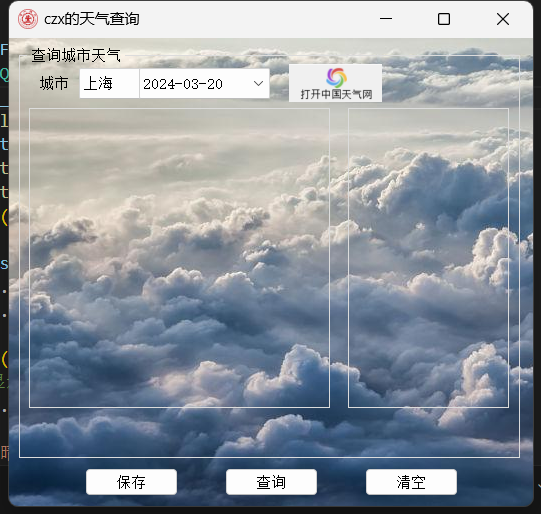 czx的天气查询
查询城市天气
城市 上海 2024-03-20
打开中国天气网
保存 查询 清空